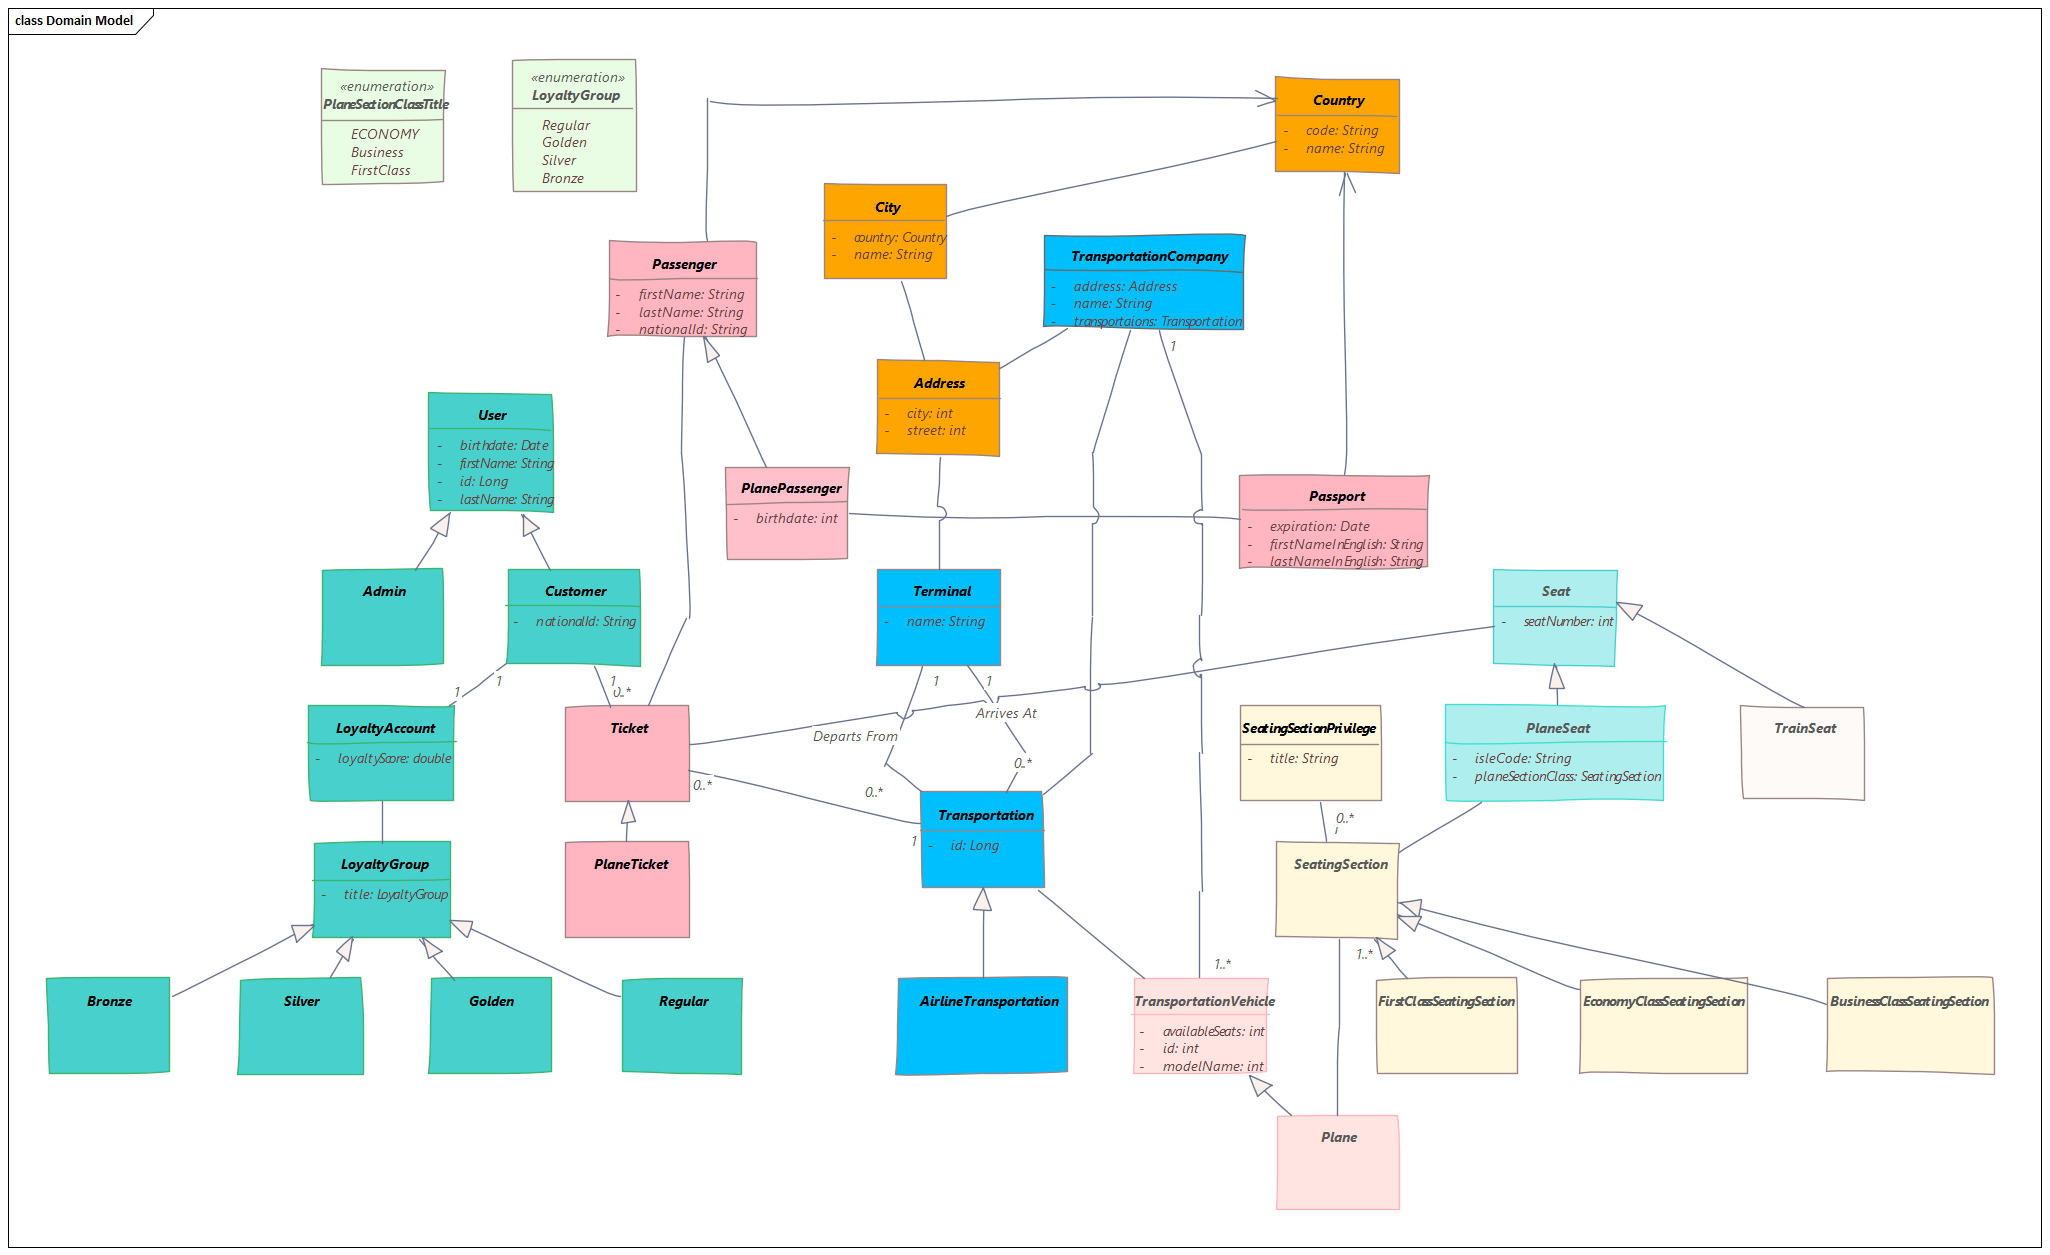 class Domain Model
«enumeration»
PlaneSectionClassTitle
ECONOMY
Business
FirstClass
«enumeration»
LoyaltyGroup
Regular
Golden
Silver
Bronze
Country
- code: String
- name: String
City
- country: Country
- name: String
TransportationCompany
- address: Address
- name: String
- transportaions: Transportation
1
Passenger
- firstName: String
- lastName: String
- nationalId: String
Address
- city: int
- street: int
User
- birthdate: Date
- firstName: String
- id: Long
- lastName: String
PlanePassenger
- birthdate: int
Passport
- expiration: Date
- firstNameInEnglish: String
- lastNameInEnglish: String
Admin
Customer
- nationalId: String
Terminal
- name: String
Seat
- seatNumber: int
1
1
1
0..*
1
1
Arrives At
Departs From
0..*
0..*
LoyaltyAccount
- loyaltyScore: double
Ticket
0..*
1
SeatingSectionPrivilege
- title: String
0..*
PlaneSeat
- isleCode: String
- planeSectionClass: SeatingSection
TrainSeat
Transportation
- id: Long
LoyaltyGroup
- title: LoyaltyGroup
PlaneTicket
SeatingSection
1..*
1..*
Bronze
Silver
Golden
Regular
AirlineTransportation
TransportationVehicle
- availableSeats: int
- id: int
- modelName: int
FirstClassSeatingSection
EconomyClassSeatingSection
BusinessClassSeatingSection
Plane